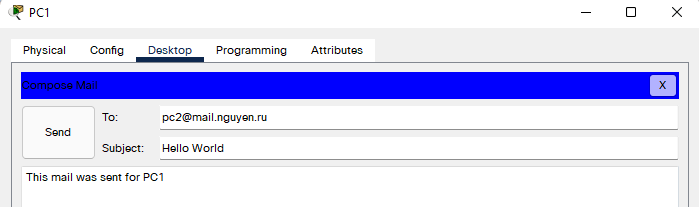 PC1
Physical Config Desktop Programming Attributes
Compose Mail X
Send
To: pc2@mail.nguyen.ru
Subject: Hello World
This mail was sent for PC1